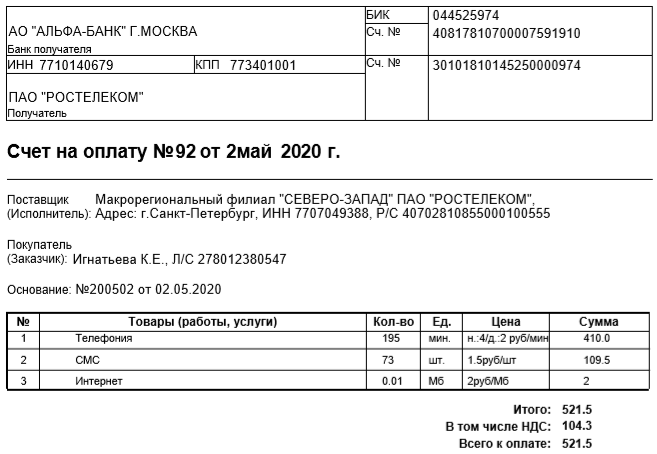 АО "АЛЬФА-БАНК" Г.МОСКВА
Банк получателя
БИК 044525974
Сч. № 40817810700007591910
ИНН 7710140679 КПП 773401001 Сч. № 30101810145250000974
ПАО "РОСТЕЛЕКОМ"
Получатель
Счет на оплату №92 от 2май 2020 г.
Поставщик Макрорегиональный филиал "СЕВЕРО-ЗАПАД" ПАО "РОСТЕЛЕКОМ",
(Исполнитель): Адрес: г.Санкт-Петербург, ИНН 7707049388, Р/С 40702810855000100555
Покупатель
(Заказчик): Игнатьева К.Е., Л/С 278012380547
Основание: №200502 от 02.05.2020
№ Товары (работы, услуги) Кол-во Ед. Цена Сумма
1 Телефония 195 мин. н.:4/д.:2 руб/мин 410.0
2 СМС 73 шт. 1.5руб/шт 109.5
3 Интернет 0.01 Мб 2руб/Мб 2
Итого: 521.5
В том числе НДС: 104.3
Всего к оплате: 521.5